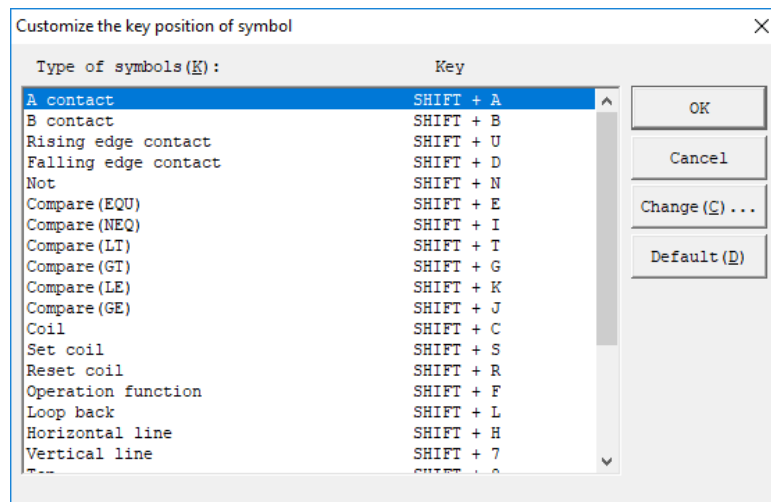 Customize the key position of symbol
Type of symbols(K): Key
A contact SHIFT + A
B contact SHIFT + B
Rising edge contact SHIFT + U
Falling edge contact SHIFT + D
Not SHIFT + N
Compare(EQU) SHIFT + E
Compare(NEQ) SHIFT + I
Compare(LT) SHIFT + T
Compare(GT) SHIFT + G
Compare(LE) SHIFT + K
Compare(GE) SHIFT + J
Coil SHIFT + C
Set coil SHIFT + S
Reset coil SHIFT + R
Operation function SHIFT + F
Loop back SHIFT + L
Horizontal line SHIFT + H
Vertical line SHIFT + 7
OK
Cancel
Change(C)...
Default(D)